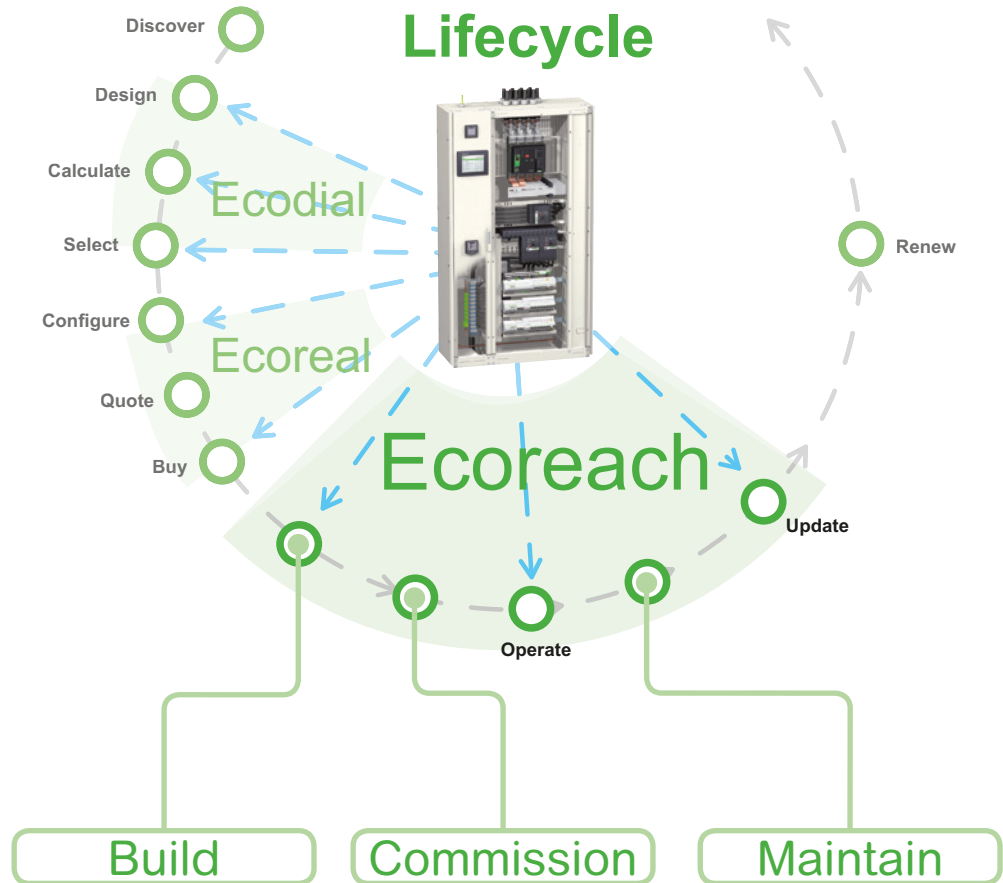 Lifecycle
Discover
Design
Calculate
Select
Configure
Quote
Buy
Ecodial
Ecoreal
Ecoreach
Renew
Update
Operate
Build
Commission
Maintain